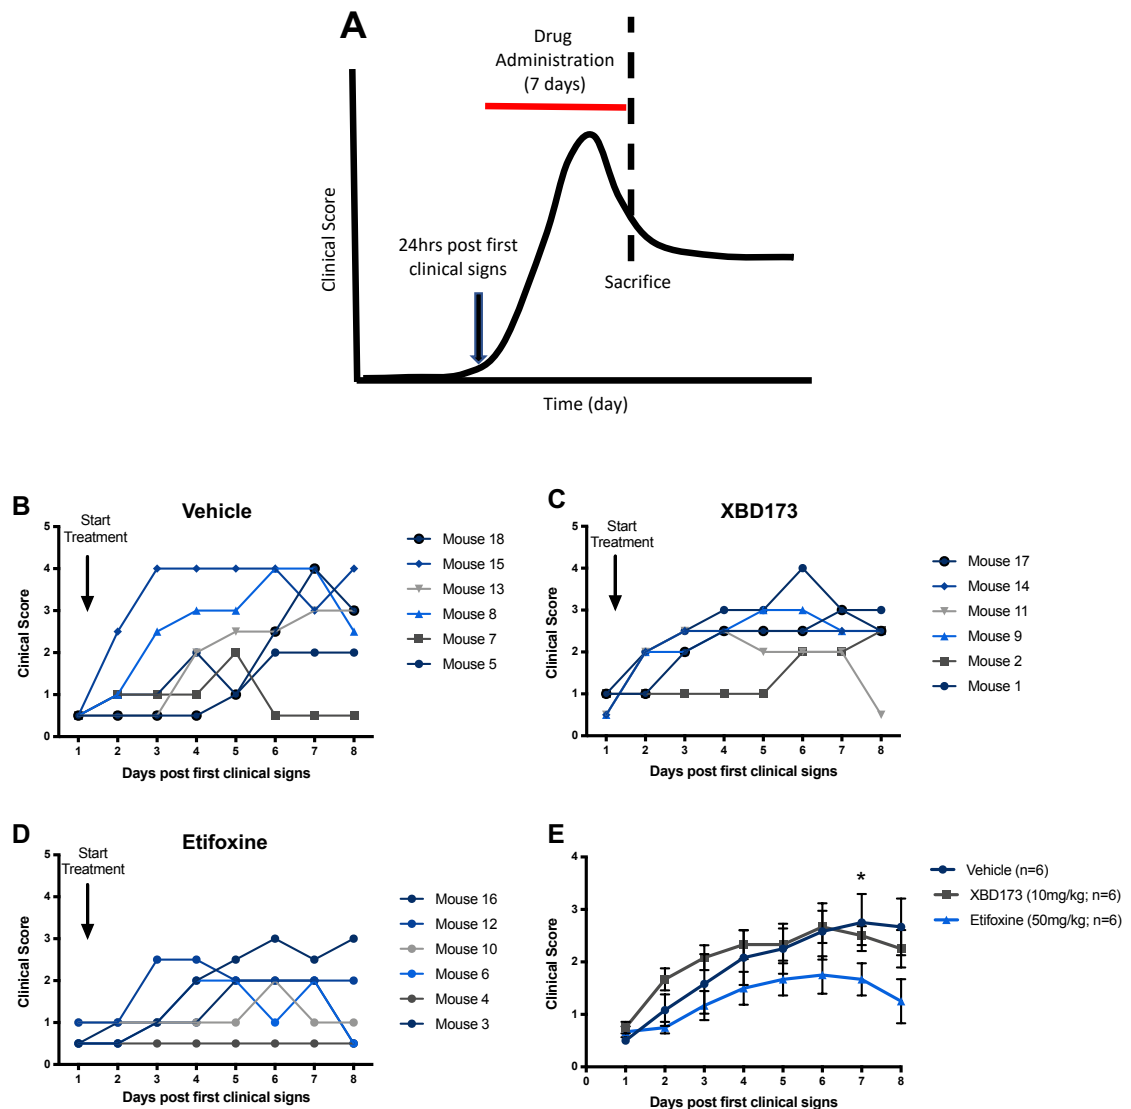 A
Drug
Administration
(7 days)
Clinical Score
24hrs post first
clinical signs
Sacrifice
Time (day)
B
Vehicle
Start
Treatment
Cinical Score
5
4
3
2
1
0
1 2 3 4 5 6 7 8
Days post first clinical signs
Mouse 18
Mouse 15
Mouse 13
Mouse 8
Mouse 7
Mouse 5
C
XBD173
Start
Treatment
Clinical Score
5
4
3
2
1
0
1 2 3 4 5 6 7 8
Days post first clinical signs
Mouse 17
Mouse 14
Mouse 11
Mouse 9
Mouse 2
Mouse 1
D
Etifoxine
Start
Treatment
Clinical Score
5
4
3
2
1
0
1 2 3 4 5 6 7 8
Days post first clinical signs
Mouse 16
Mouse 12
Mouse 10
Mouse 6
Mouse 4
Mouse 3
E
Clinical Score
4
3
2
1
0
0 1 2 3 4 5 6 7 8
Days post first clinical signs
*
Vehicle (n=6)
XBD173 (10mg/kg; n=6)
Etifoxine (50mg/kg; n=6)